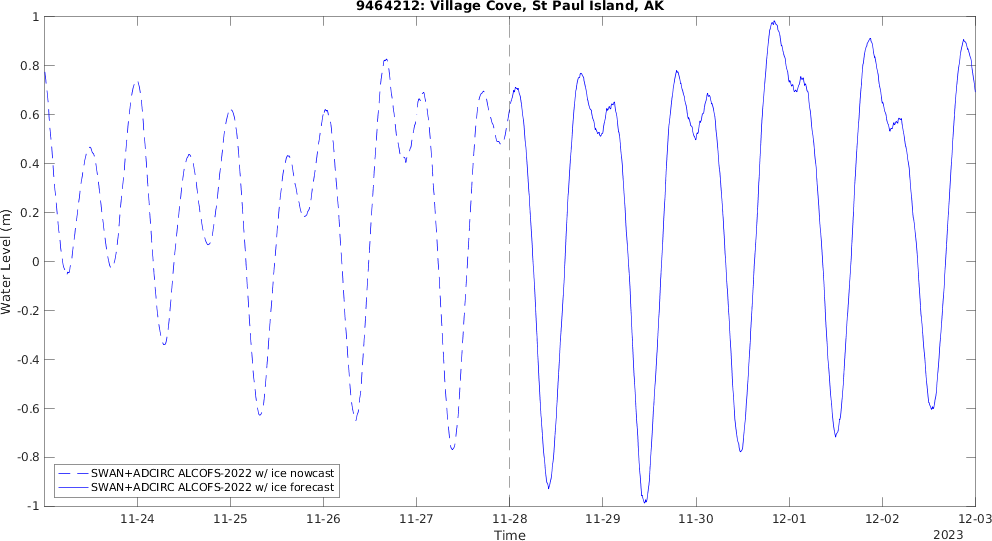 9464212: Village Cove, St Paul Island, AK
1
0.8
0.6
0.4
0.2
0
-0.2
-0.4
-0.6
-0.8
-1
Water Level (m)
SWAN+ADCIRC ALCOFS-2022 w/ ice nowcast
SWAN+ADCIRC ALCOFS-2022 w/ ice forecast
11-24 11-25 11-26 11-27 11-28 11-29 11-30 12-01 12-02 12-03
Time
2023